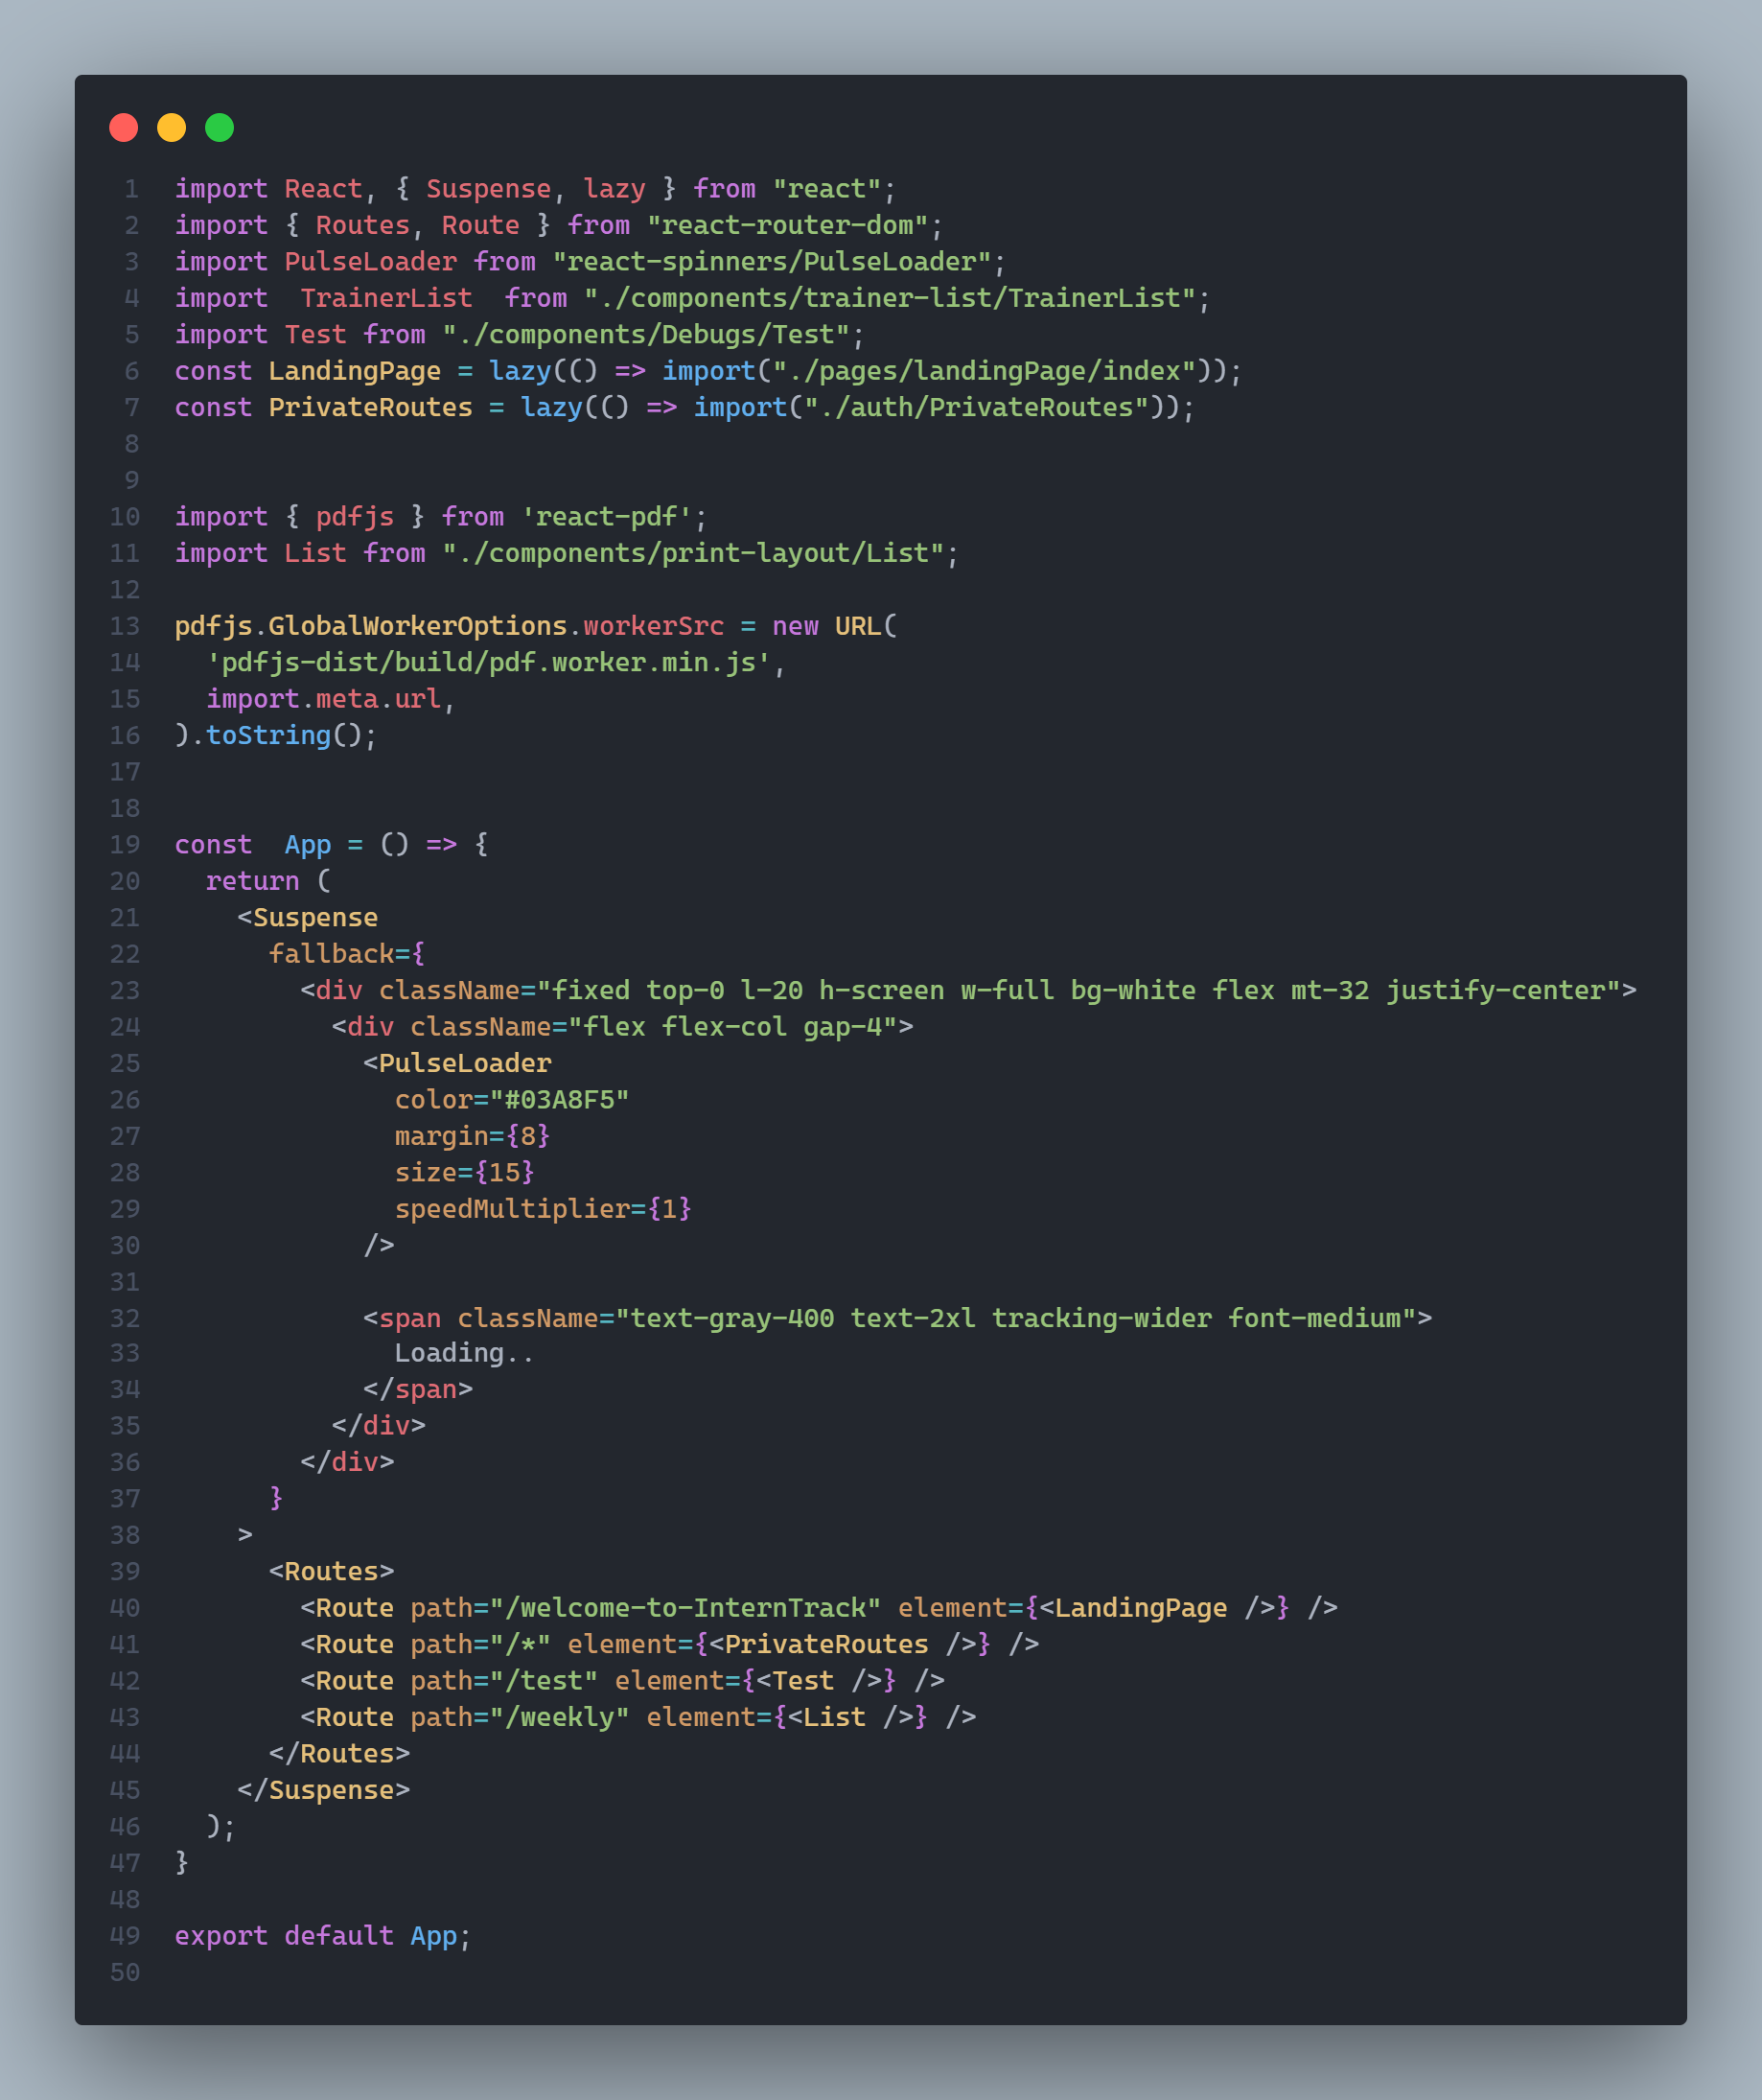 1 import React, { Suspense, lazy } from "react";
2 import { Routes, Route } from "react-router-dom";
3 import PulseLoader from "react-spinners/PulseLoader";
4 import  TrainerList  from "./components/trainer-list/TrainerList";
5 import Test from "./components/Debugs/Test";
6 const LandingPage = lazy(() => import("./pages/landingPage/index"));
7 const PrivateRoutes = lazy(() => import("./auth/PrivateRoutes"));
8
9
10 import { pdfjs } from 'react-pdf';
11 import List from "./components/print-layout/List";
12
13 pdfjs.GlobalWorkerOptions.workerSrc = new URL(
14   'pdfjs-dist/build/pdf.worker.min.js',
15   import.meta.url,
16 ).toString();
17
18
19 const  App = () => {
20   return (
21     <Suspense
22       fallback={
23         <div className="fixed top-0 l-20 h-screen w-full bg-white flex mt-32 justify-center">
24           <div className="flex flex-col gap-4">
25             <PulseLoader
26               color="#03A8F5"
27               margin={8}
28               size={15}
29               speedMultiplier={1}
30             />
31
32             <span className="text-gray-400 text-2xl tracking-wider font-medium">
33               Loading..
34             </span>
35           </div>
36         </div>
37       }
38     >
39       <Routes>
40         <Route path="/welcome-to-InternTrack" element={<LandingPage />} />
41         <Route path="/*" element={<PrivateRoutes />} />
42         <Route path="/test" element={<Test />} />
43         <Route path="/weekly" element={<List />} />
44       </Routes>
45     </Suspense>
46   );
47 }
48
49 export default App;
50